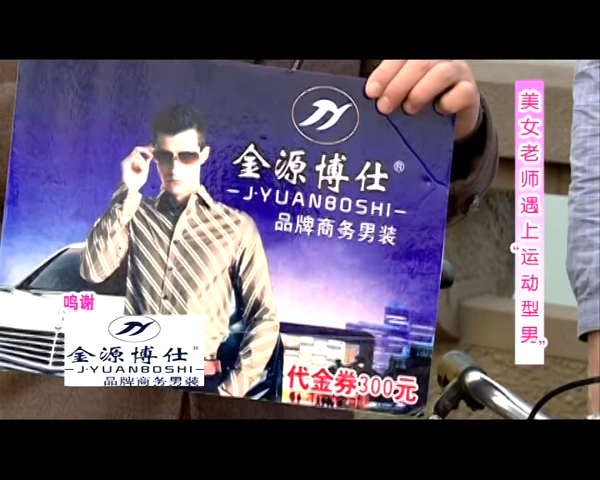 金源博仕®
J·YUANBOSHI
品牌商务男装
代金券300元
鸣谢
金源博仕®
J·YUANBOSHI
品牌商务男装
美女老师遇上“运动型男”